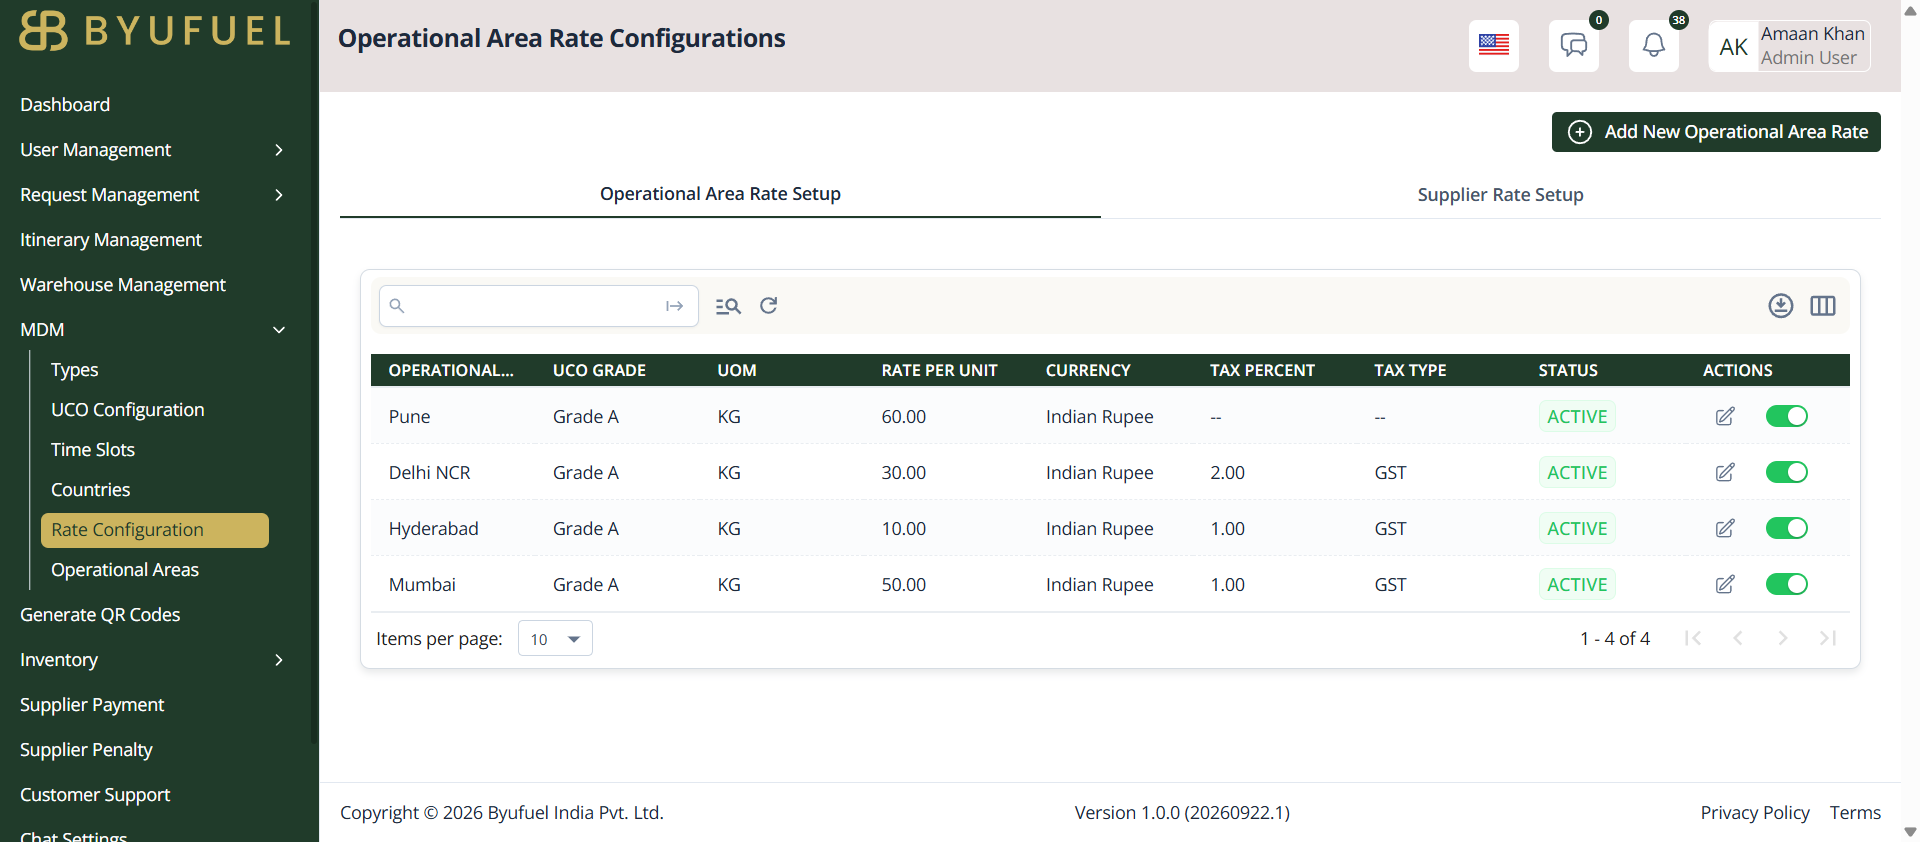 BYUFUEL
Operational Area Rate Configurations
0
38
AK
Amaan Khan
Admin User
Dashboard
User Management
Request Management
Itinerary Management
Warehouse Management
MDM
Types
UCO Configuration
Time Slots
Countries
Rate Configuration
Operational Areas
Generate QR Codes
Inventory
Supplier Payment
Supplier Penalty
Customer Support
Chat Settings
Add New Operational Area Rate
Operational Area Rate Setup
Supplier Rate Setup
OPERATIONAL... UCO GRADE UOM RATE PER UNIT CURRENCY TAX PERCENT TAX TYPE STATUS ACTIONS
Pune Grade A KG 60.00 Indian Rupee -- -- ACTIVE
Delhi NCR Grade A KG 30.00 Indian Rupee 2.00 GST ACTIVE
Hyderabad Grade A KG 10.00 Indian Rupee 1.00 GST ACTIVE
Mumbai Grade A KG 50.00 Indian Rupee 1.00 GST ACTIVE
Items per page: 10 1 - 4 of 4
Copyright © 2026 Byufuel India Pvt. Ltd. Version 1.0.0 (20260922.1) Privacy Policy Terms